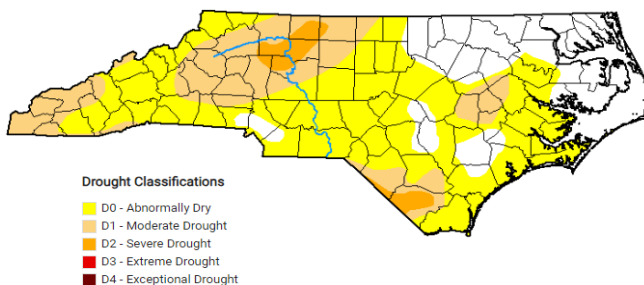 Drought Classifications
D0 - Abnormally Dry
D1 - Moderate Drought
D2 - Severe Drought
D3 - Extreme Drought
D4 - Exceptional Drought